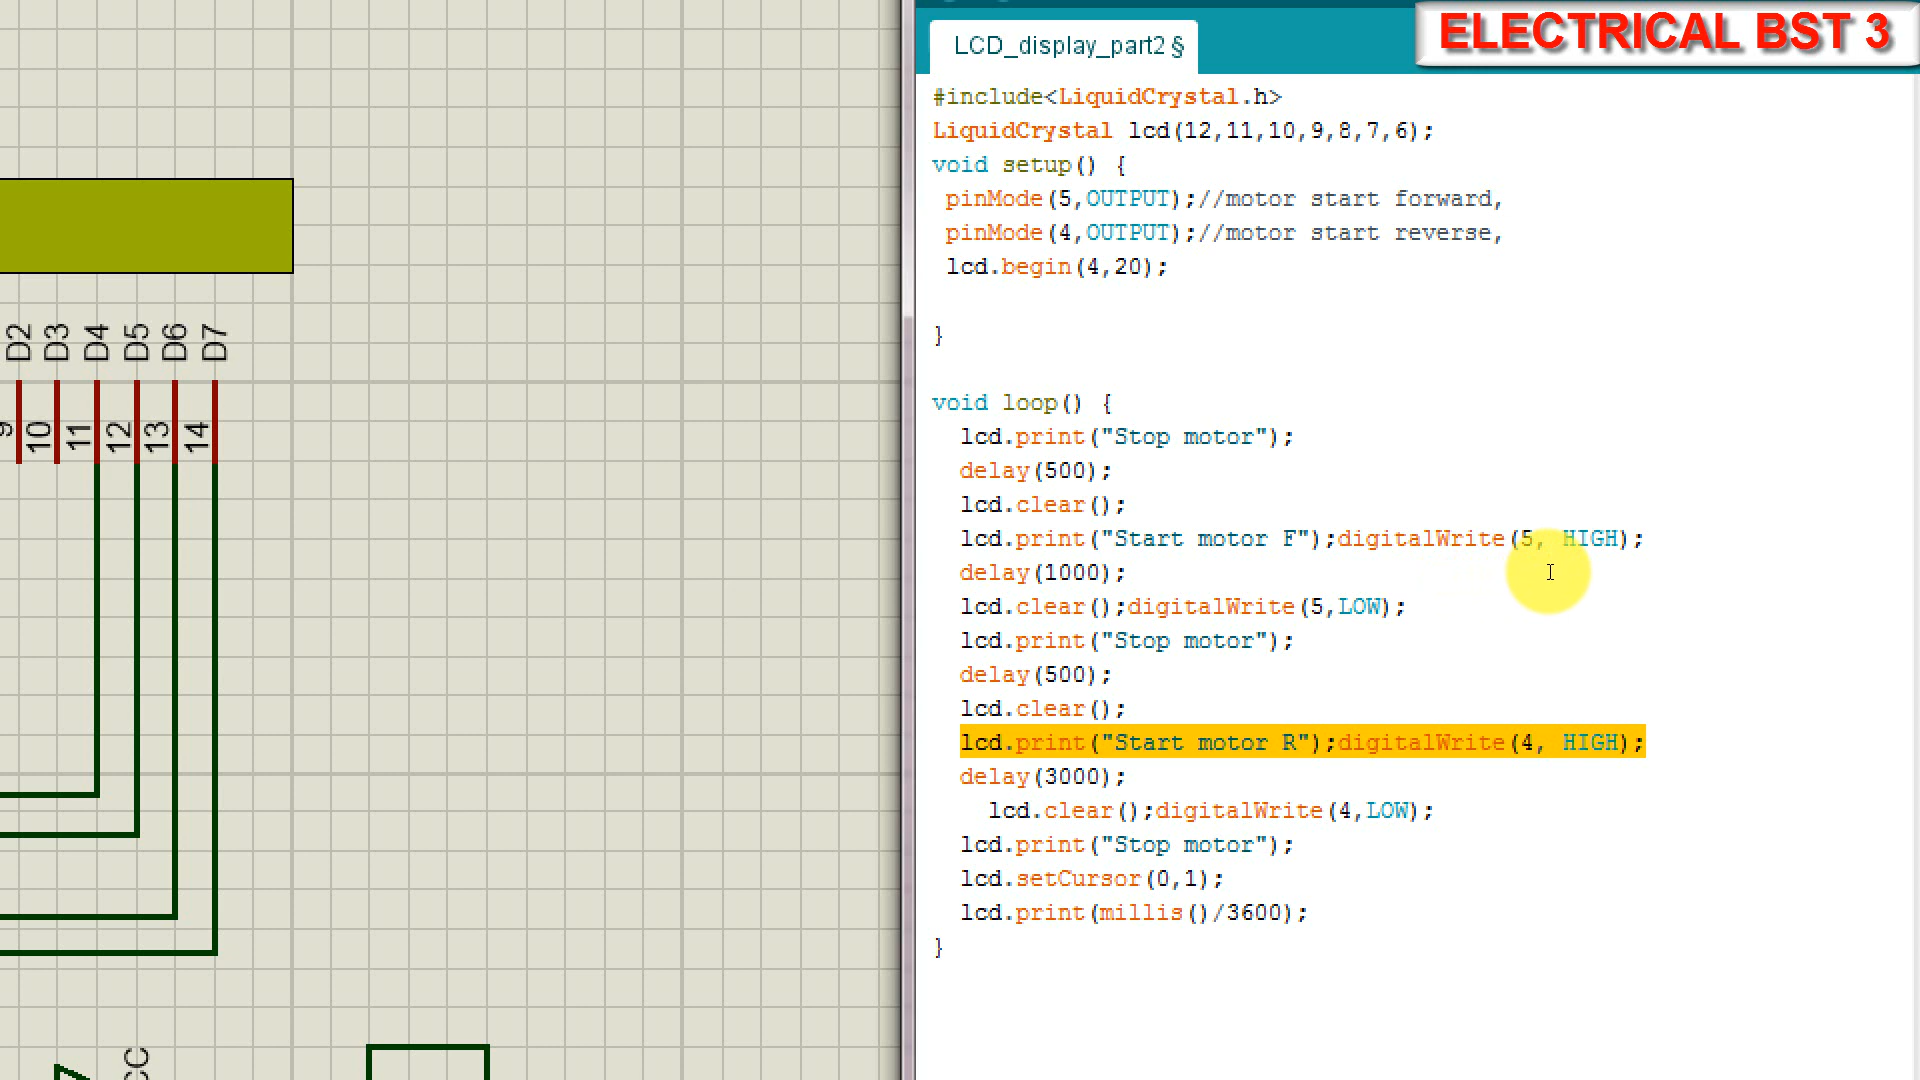 ELECTRICAL BST 3
LCD_display_part2 §
#include<LiquidCrystal.h>
LiquidCrystal lcd(12,11,10,9,8,7,6);
void setup() {
 pinMode(5,OUTPUT);//motor start forward,
 pinMode(4,OUTPUT);//motor start reverse,
 lcd.begin(4,20);
}
void loop() {
  lcd.print("Stop motor");
  delay(500);
  lcd.clear();
  lcd.print("Start motor F");digitalWrite(5, HIGH);
  delay(1000);
  lcd.clear();digitalWrite(5,LOW);
  lcd.print("Stop motor");
  delay(500);
  lcd.clear();
  lcd.print("Start motor R");digitalWrite(4, HIGH);
  delay(3000);
    lcd.clear();digitalWrite(4,LOW);
  lcd.print("Stop motor");
  lcd.setCursor(0,1);
  lcd.print(millis()/3600);
}
D2 D3 D4 D5 D6 D7
9 10 11 12 13 14